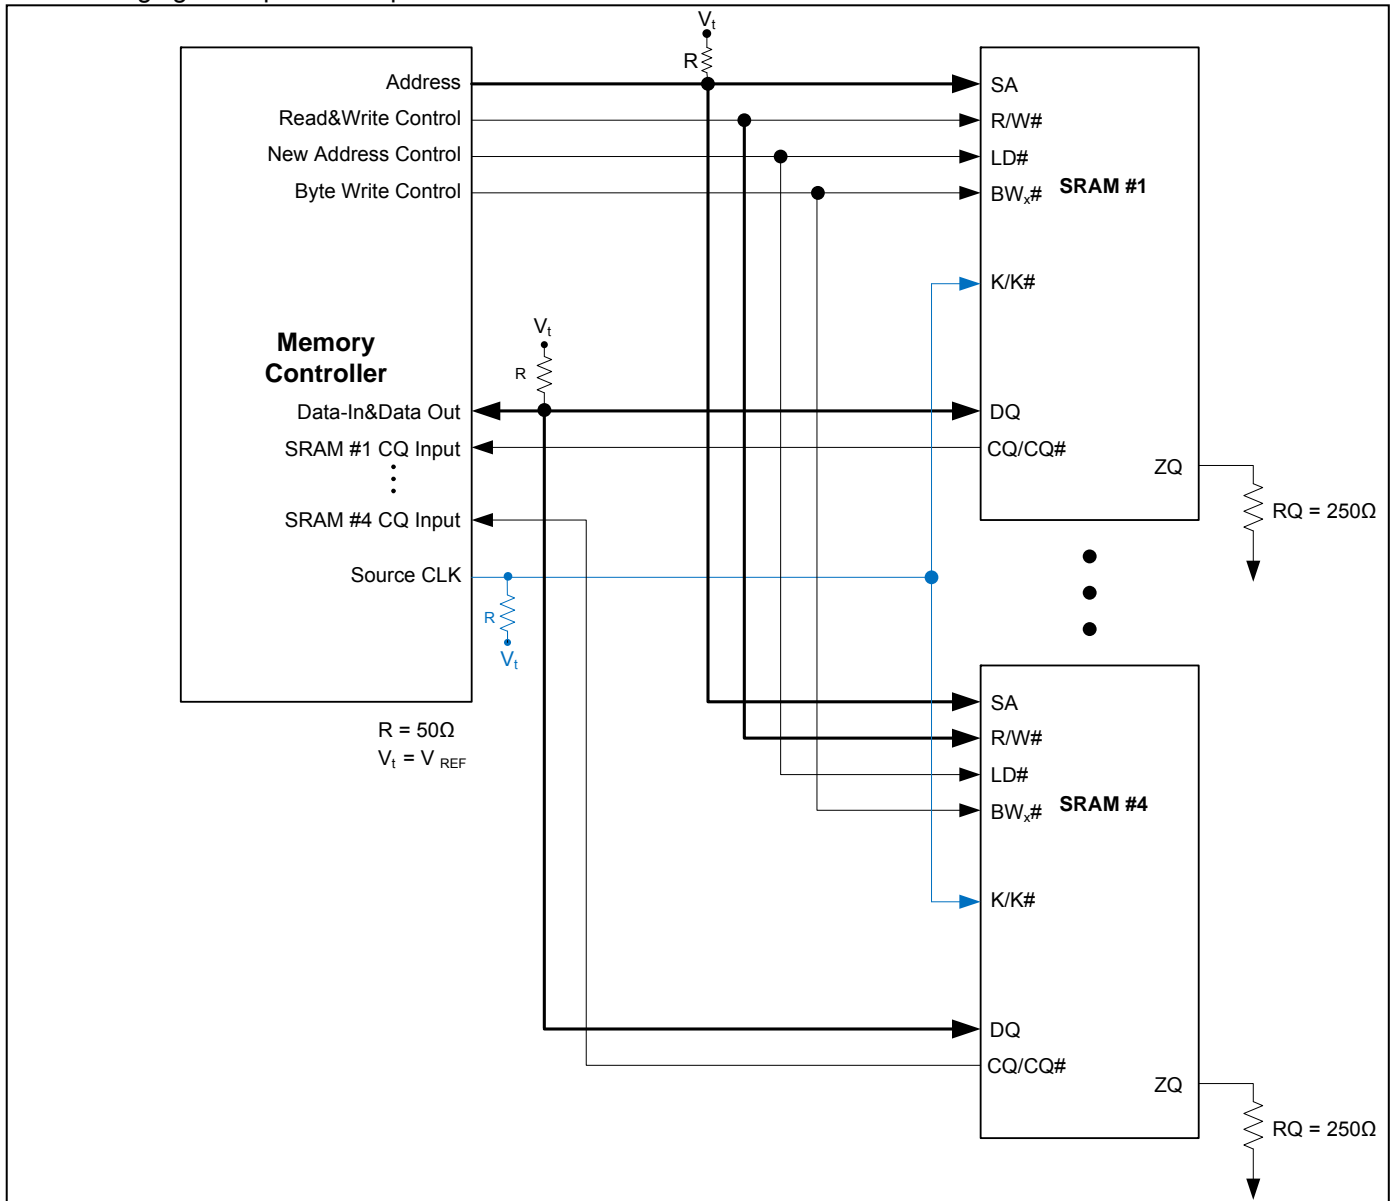 Vt
R
Address
Read&Write Control
New Address Control
Byte Write Control
SA
R/W#
LD#
BWx#
SRAM #1
K/K#
Vt
R
Memory
Controller
Data-In&Data Out
DQ
SRAM #1 CQ Input
CQ/CQ#
ZQ
RQ = 250Ω
SRAM #4 CQ Input
Source CLK
R
Vt
R = 50Ω
Vt = V REF
SA
R/W#
LD#
BWx#
SRAM #4
K/K#
DQ
CQ/CQ#
ZQ
RQ = 250Ω